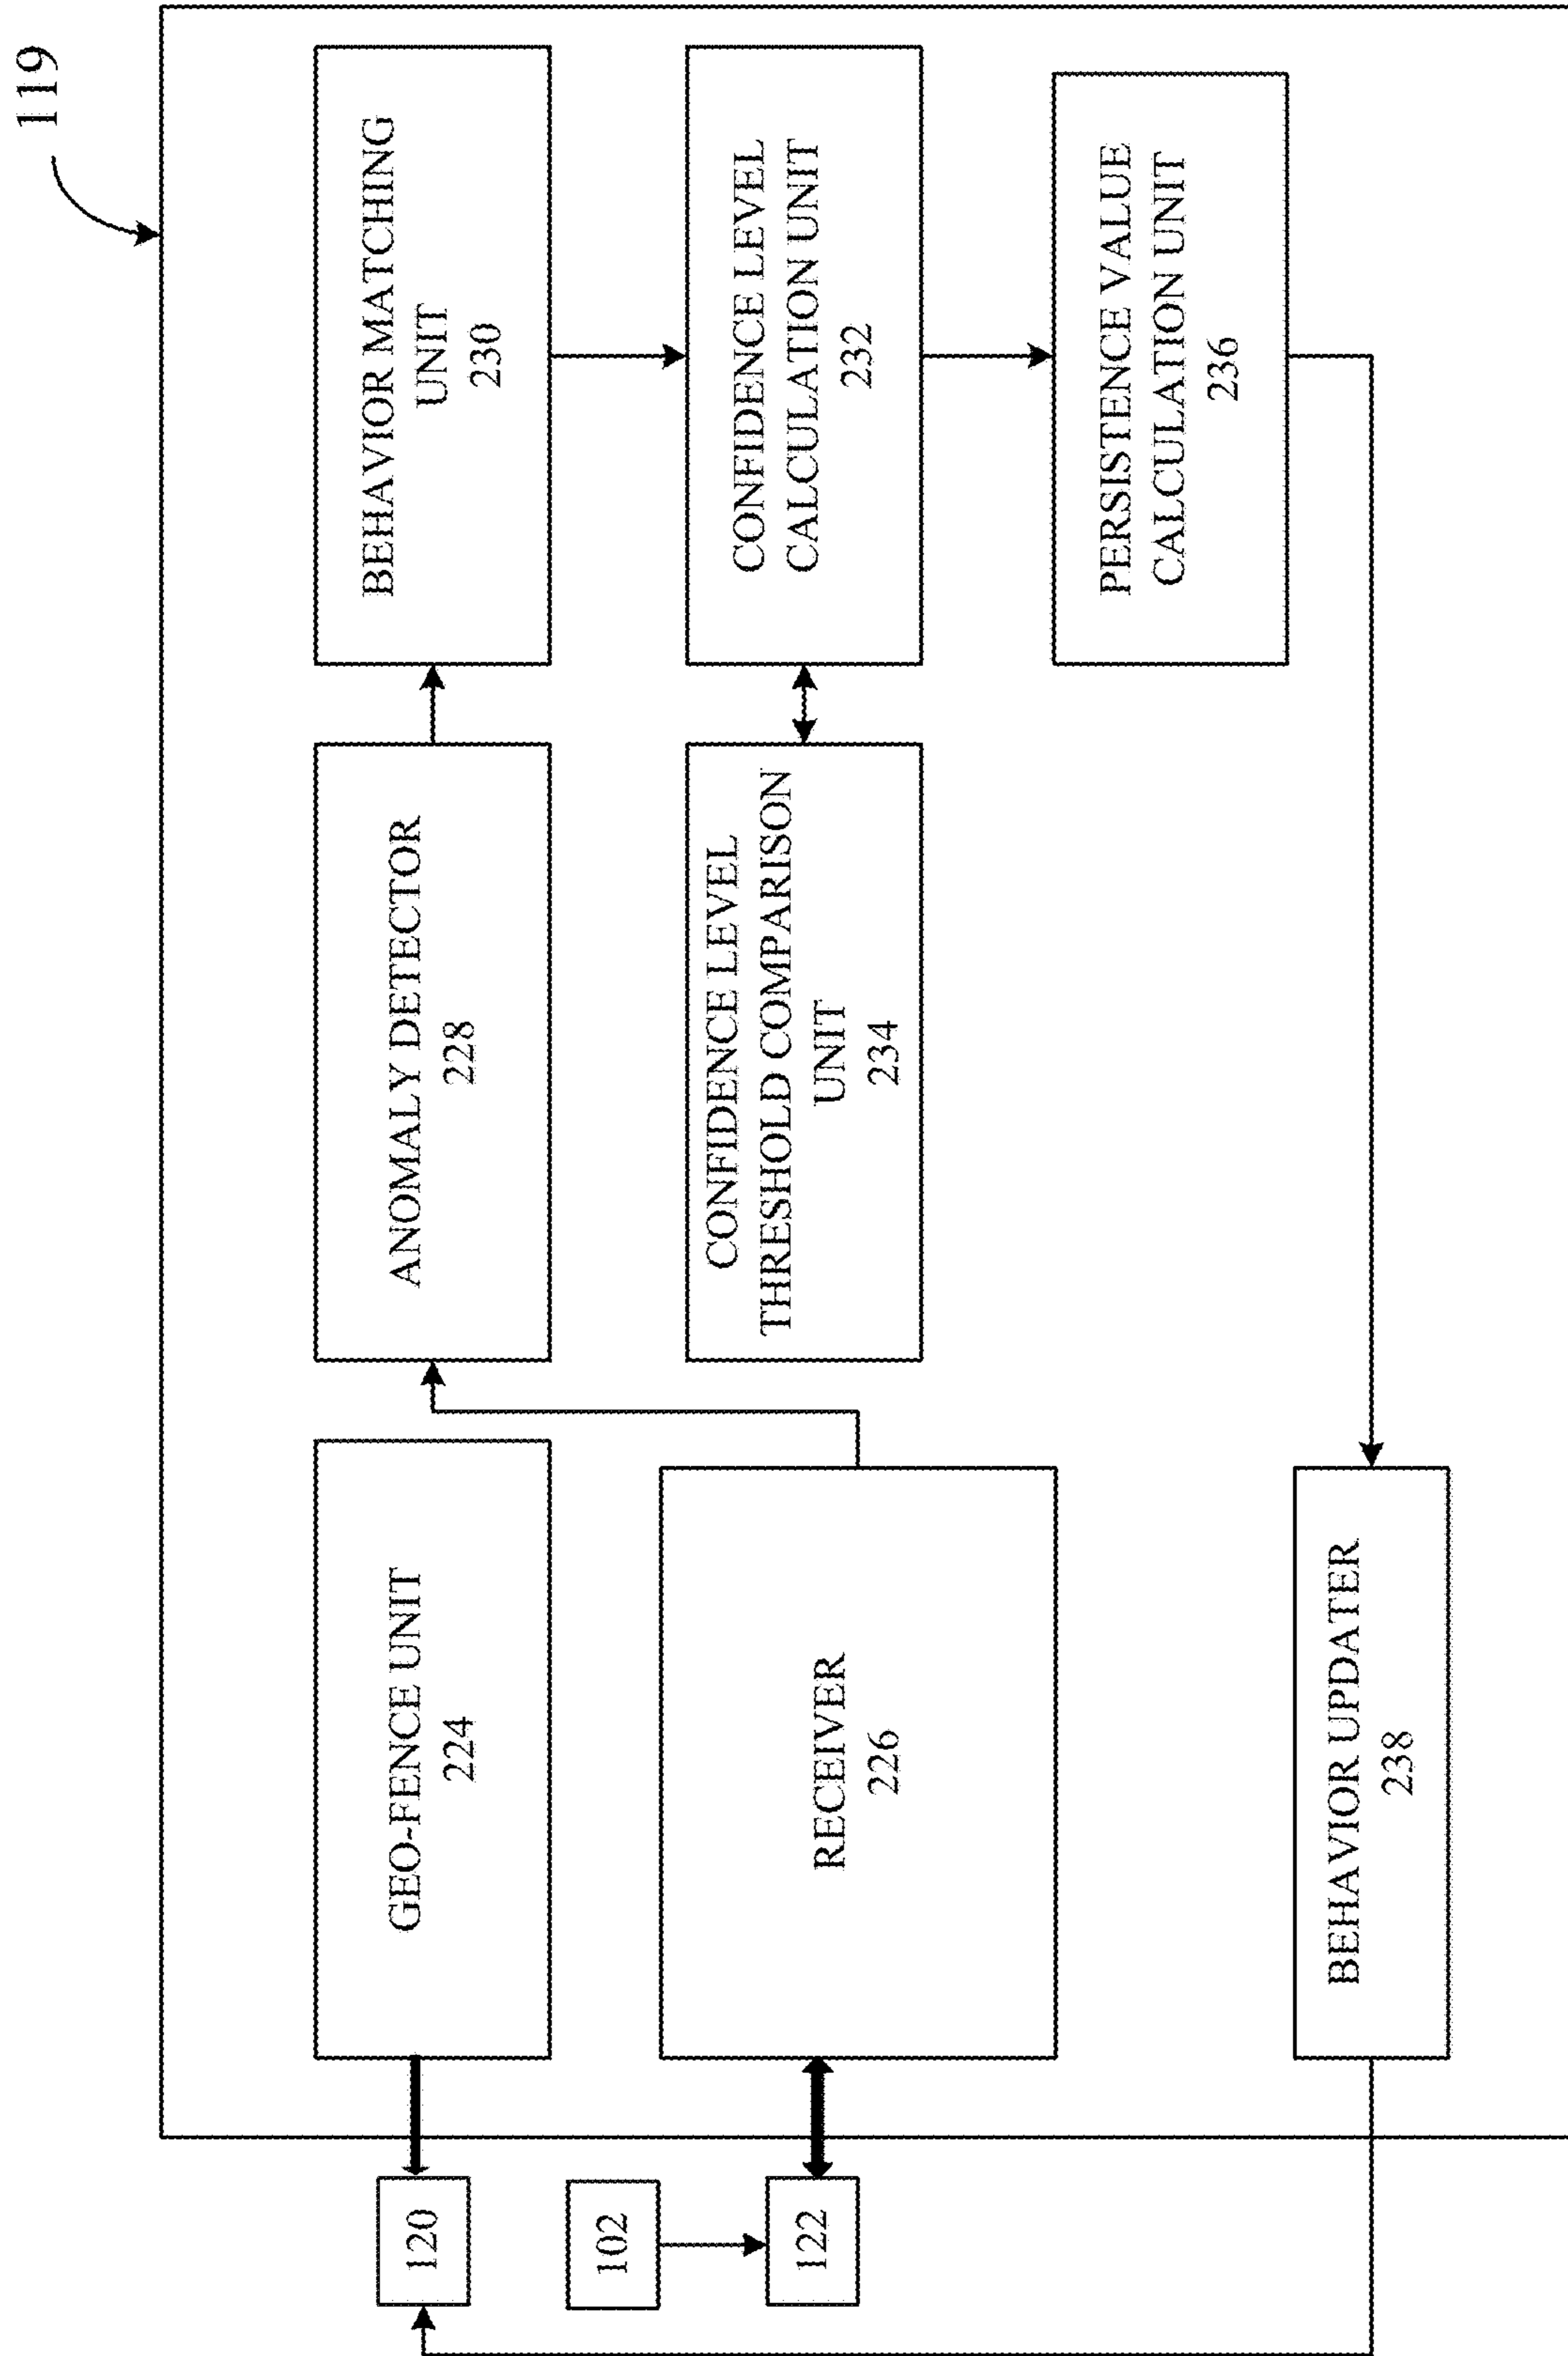 119
120
102
122
GEO-FENCE UNIT
224
RECEIVER
226
BEHAVIOR UPDATER
238
ANOMALY DETECTOR
228
CONFIDENCE LEVEL
THRESHOLD COMPARISON
UNIT
234
BEHAVIOR MATCHING
UNIT
230
CONFIDENCE LEVEL
CALCULATION UNIT
232
PERSISTENCE VALUE
CALCULATION UNIT
236